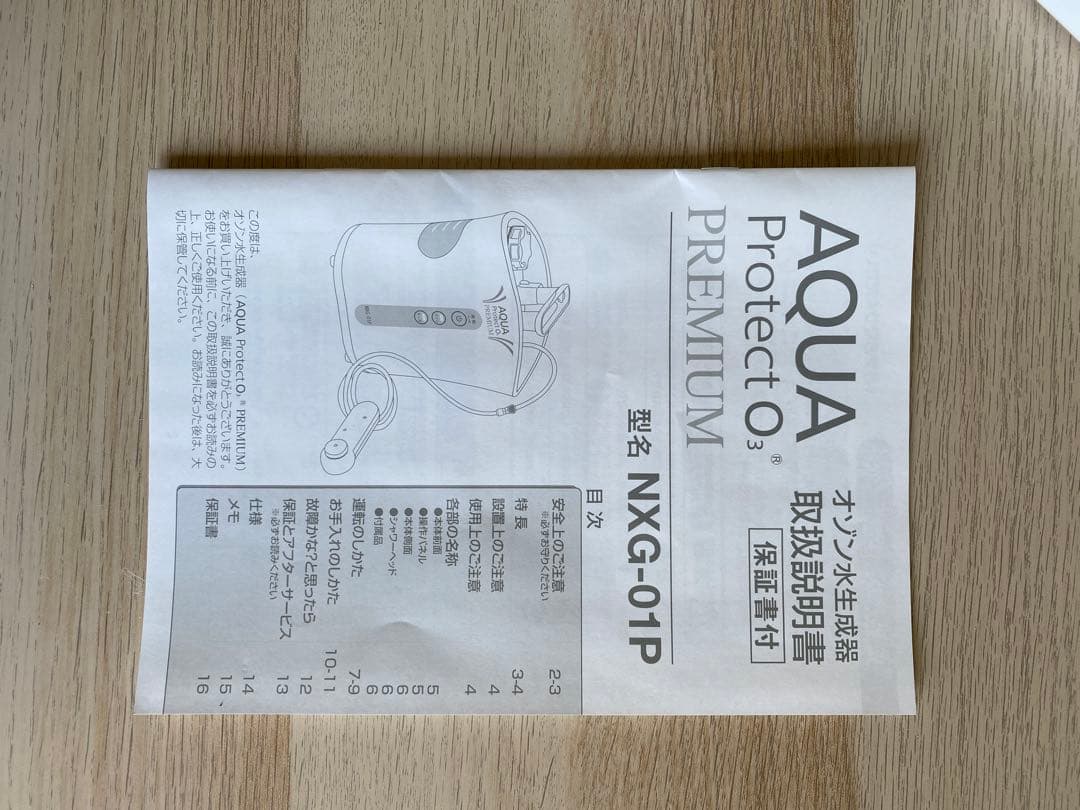 AQUA
Protect O₃®
PREMIUM
オゾン水生成器
取扱説明書
保証書付
型名 NXG-01P
AQUA
Protect O₃
PREMIUM
NXG-01P
この度は、
オゾン水生成器（AQUA Protect O₃® PREMIUM）
をお買い上げいただき、誠にありがとうございます。
お使いになる前に、この取扱説明書を必ずお読みの
上、正しくご使用ください。お読みになった後は、大
切に保管してください。
目次
安全上のご注意 2-3
※必ずお守りください
特長 3-4
設置上のご注意 4
使用上のご注意 4
各部の名称
●本体前面 5
●操作パネル 5
●本体側面 6
●シャワーヘッド 6
●付属品 6
運転のしかた 7-9
お手入れのしかた 10-11
故障かな?と思ったら 12
保証とアフターサービス 13
※必ずお読みください
仕様 14
メモ 15
保証書 16